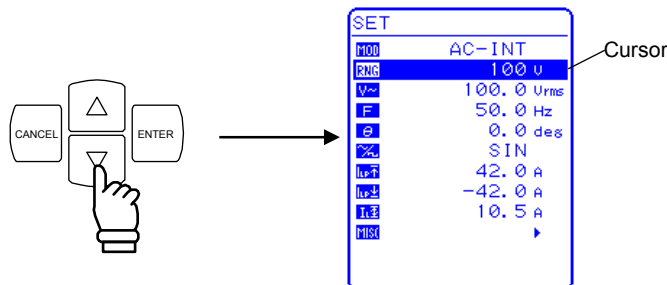 SET
MOD AC-INT
RNG 100 V
V~ 100.0 Vrms
F 50.0 Hz
θ 0.0 deg
SIN
42.0 A
-42.0 A
10.5 A
MISC
Cursor
CANCEL
ENTER